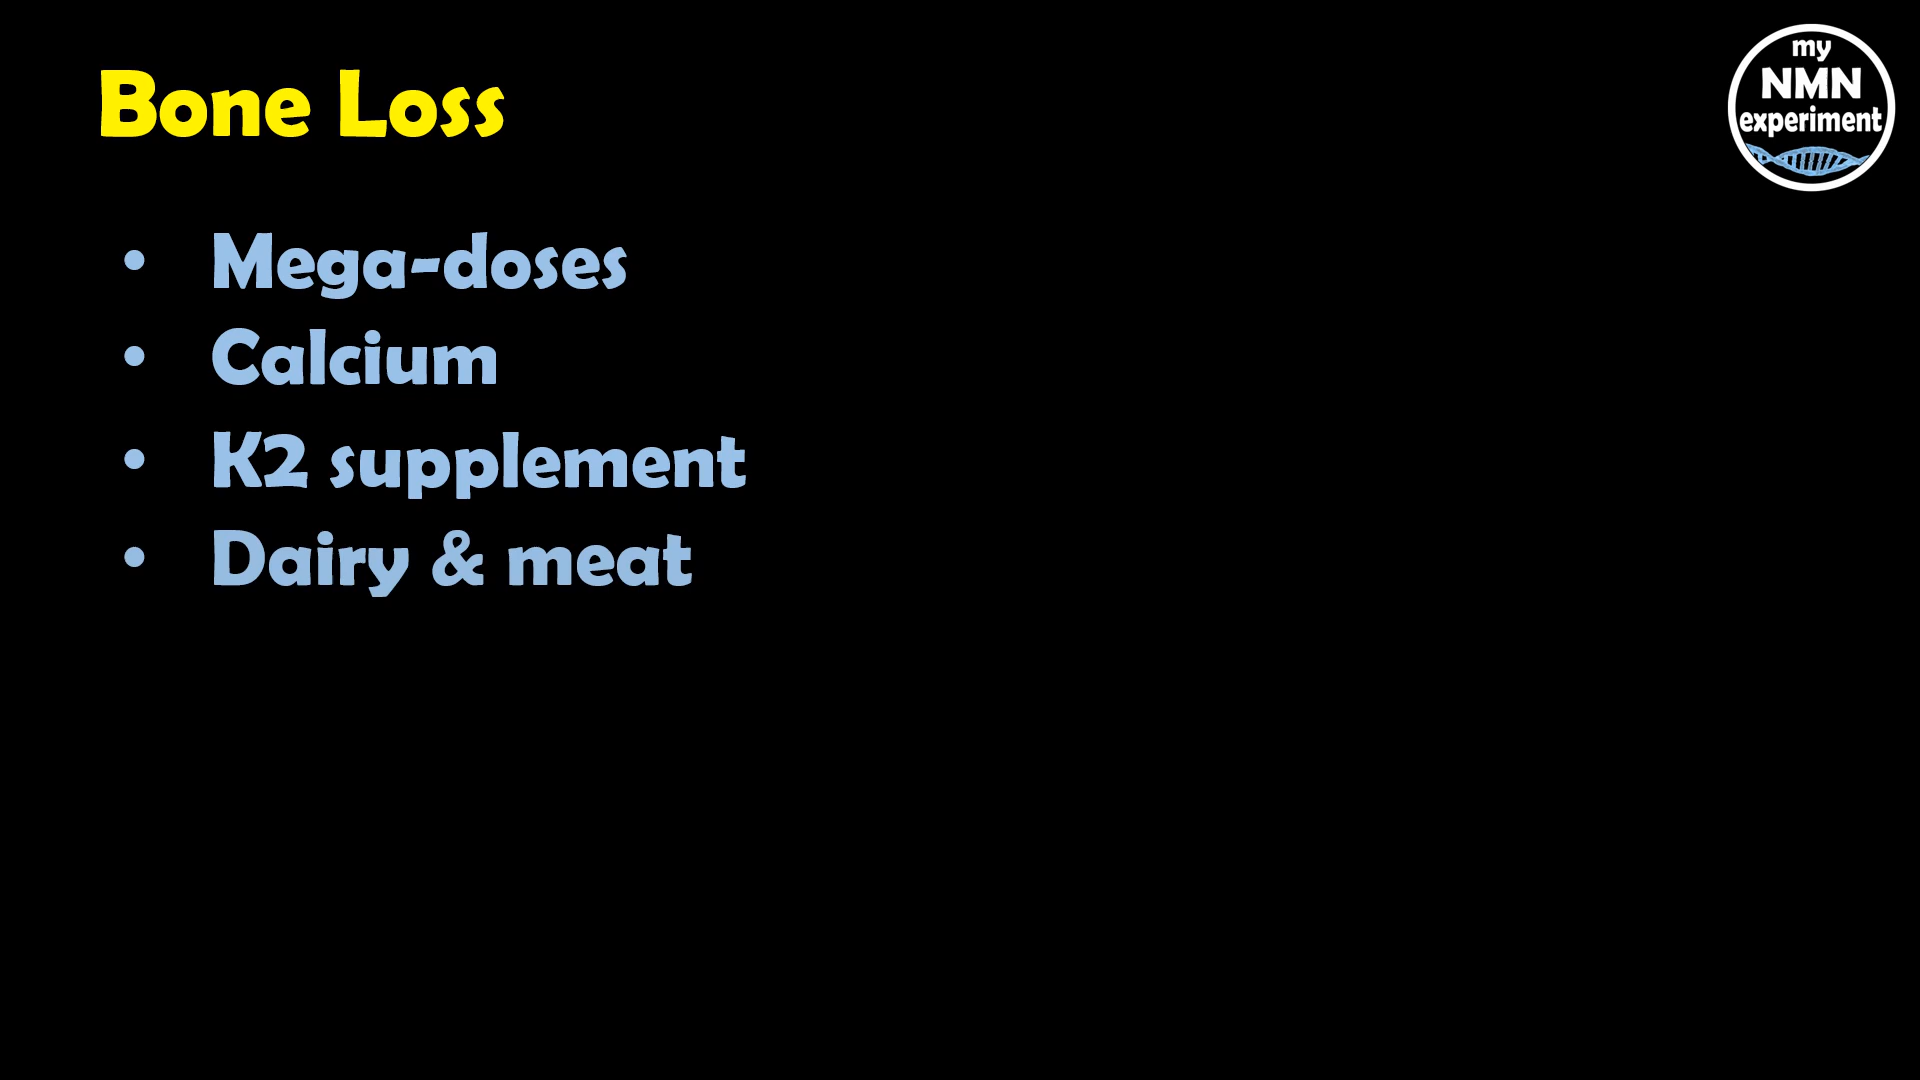 Bone Loss
my
NMN
experiment
• Mega-doses
• Calcium
• K2 supplement
• Dairy & meat